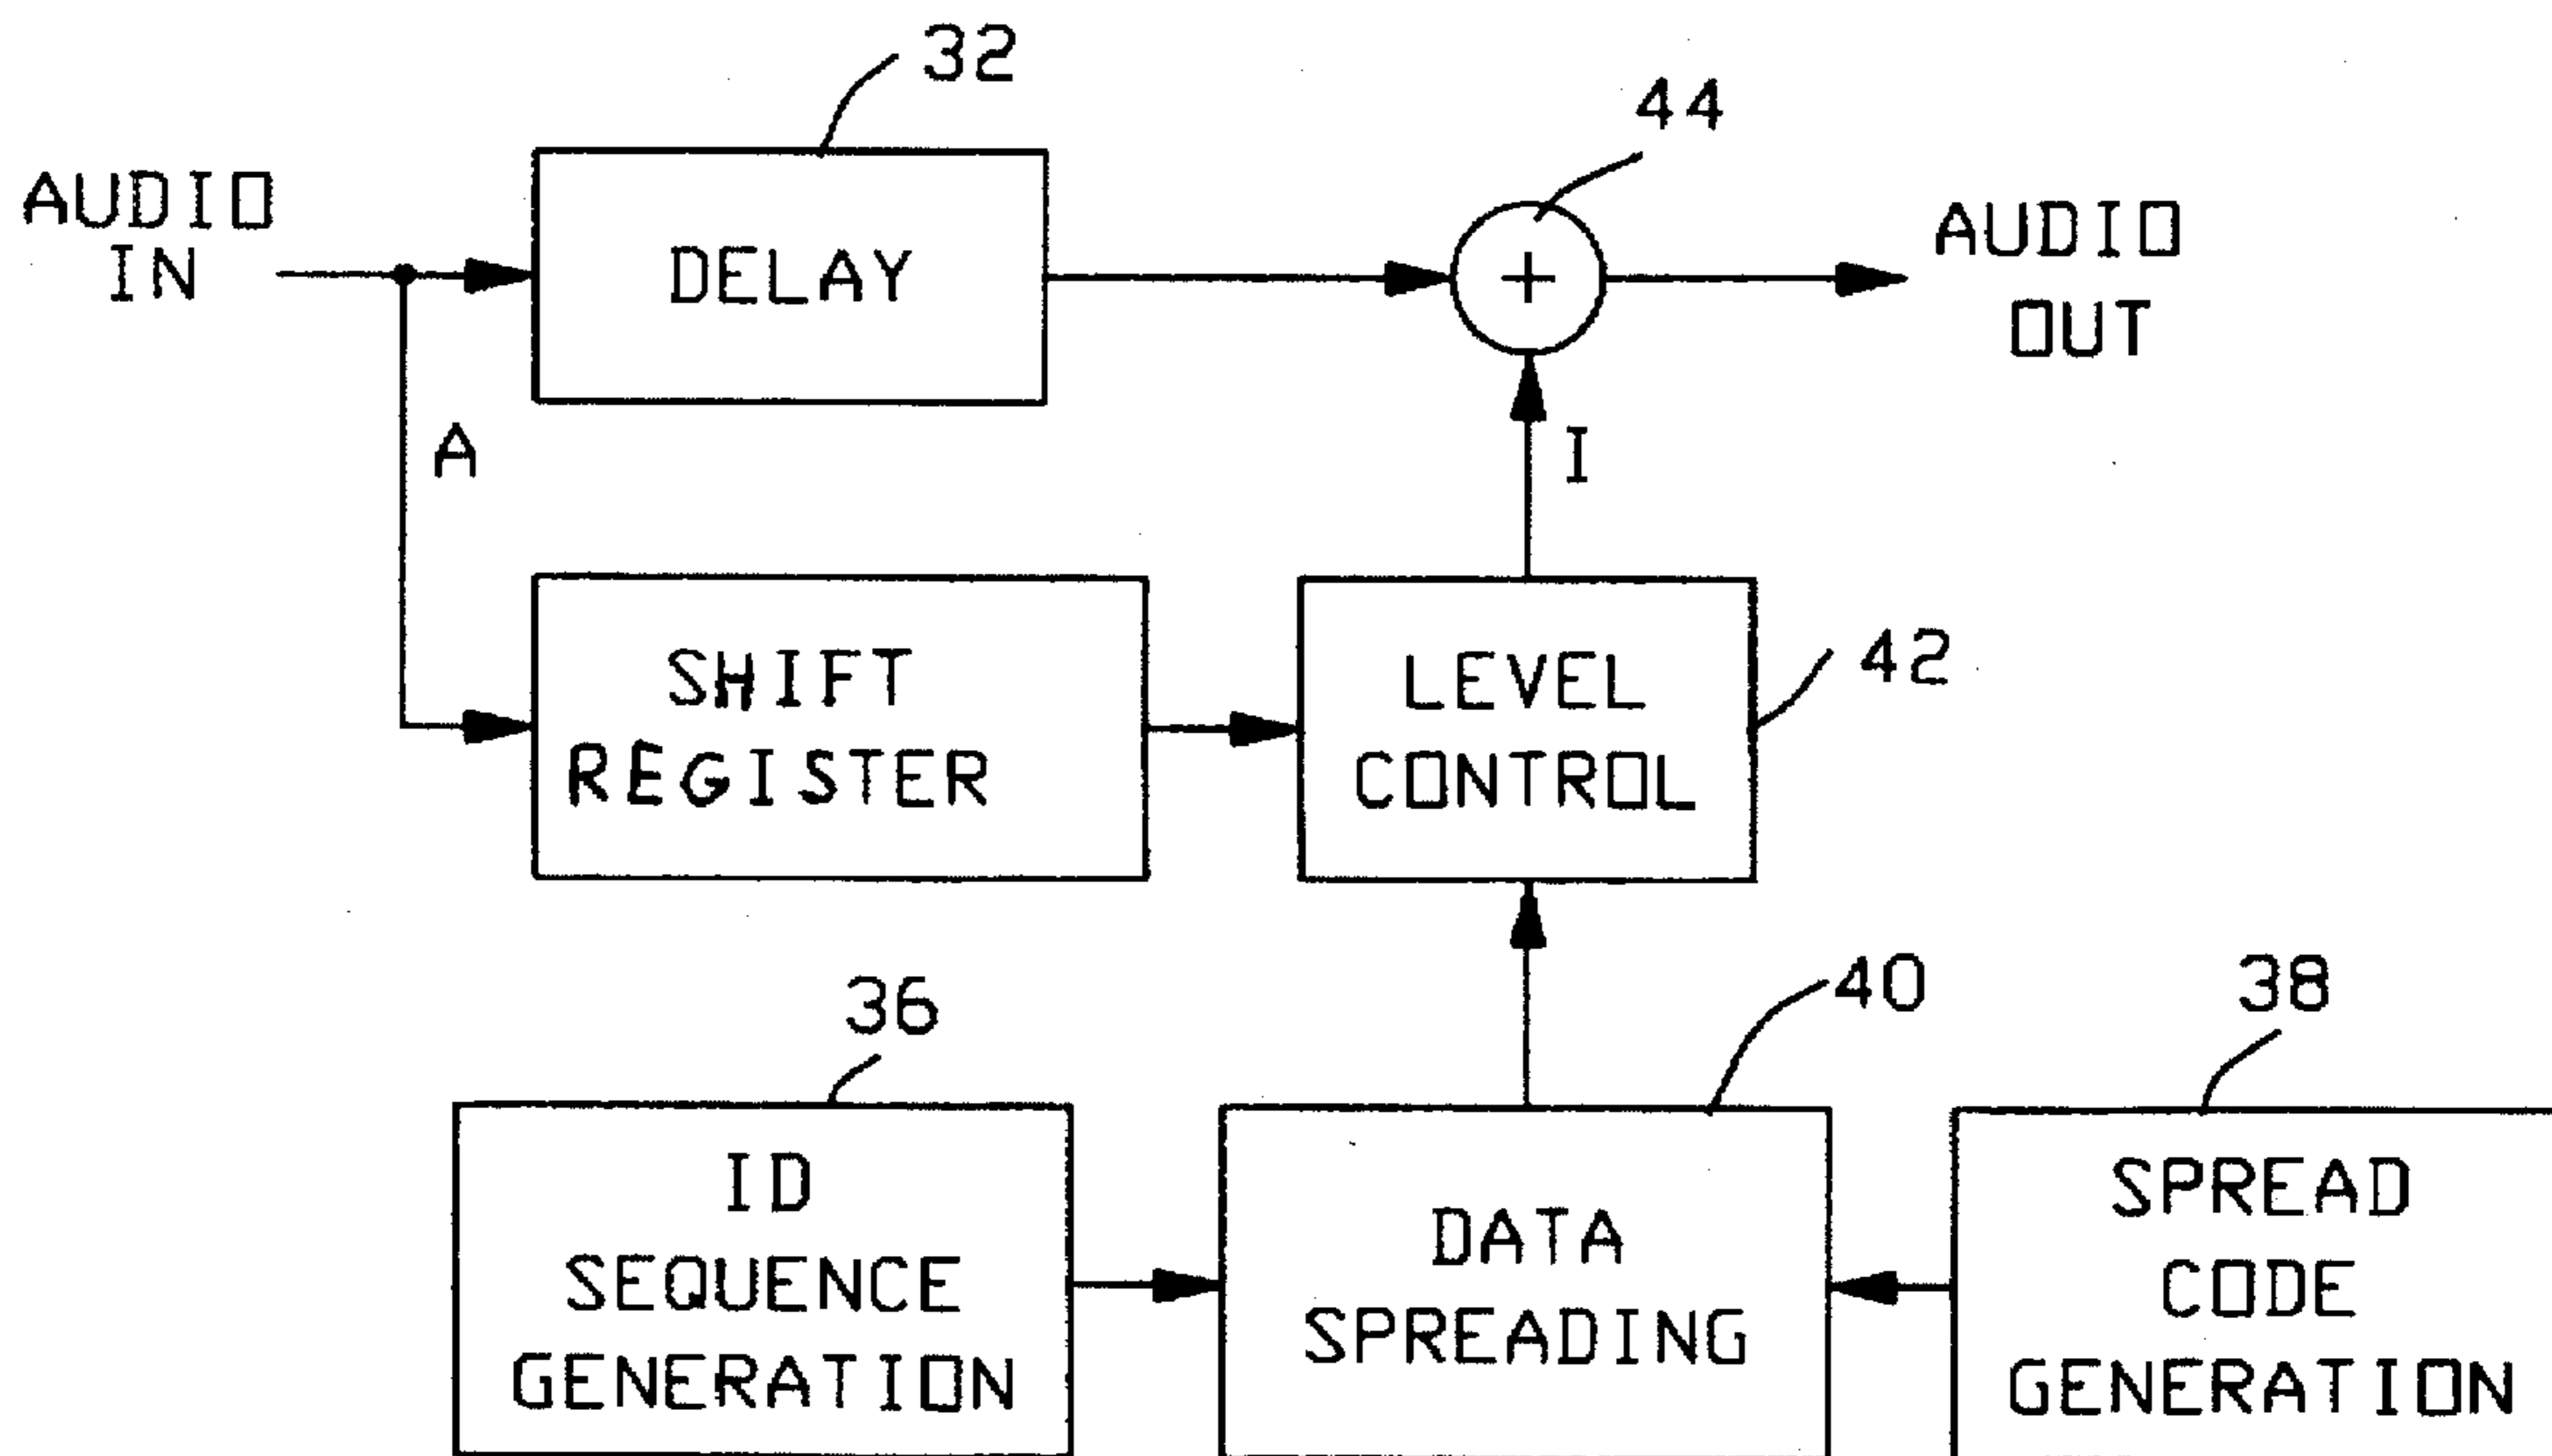 32
44
AUDIO
IN
DELAY
+
AUDIO
OUT
A
I
SHIFT
REGISTER
LEVEL
CONTROL
42
36
40
38
ID
SEQUENCE
GENERATION
DATA
SPREADING
SPREAD
CODE
GENERATION